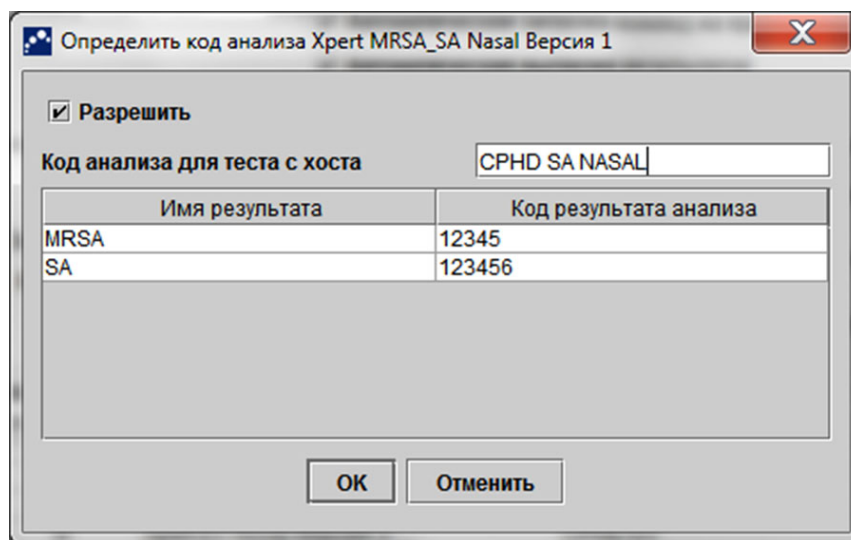 Определить код анализа Xpert MRSA_SA Nasal Версия 1
Разрешить
Код анализа для теста с хоста CPHD SA NASAL
Имя результата Код результата анализа
MRSA 12345
SA 123456
OK Отменить